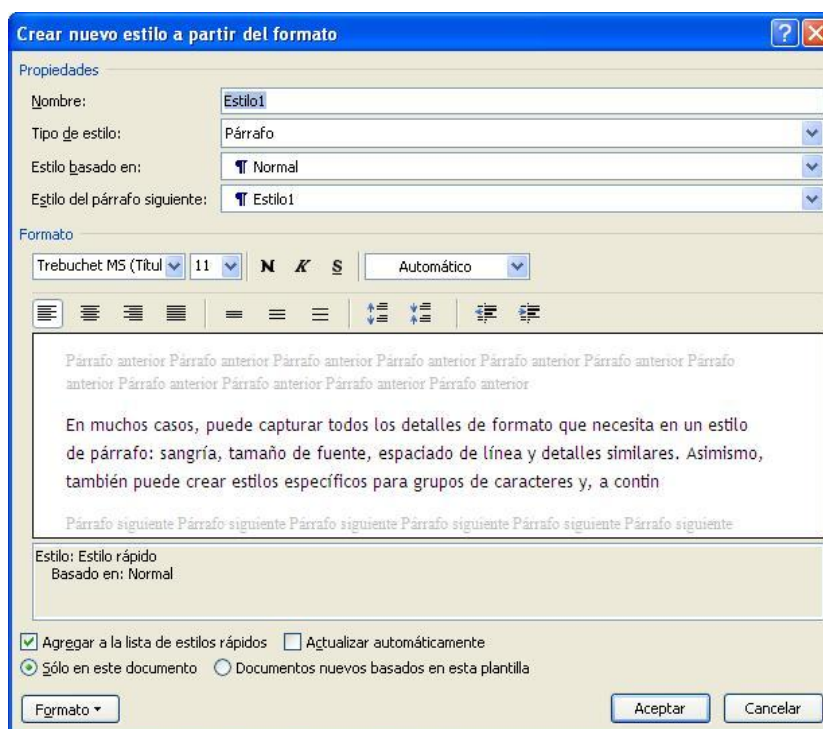 Crear nuevo estilo a partir del formato
Propiedades
Nombre: Estilo1
Tipo de estilo: Párrafo
Estilo basado en: ¶ Normal
Estilo del párrafo siguiente: ¶ Estilo1
Formato
Trebuchet MS (Títul 11 N K S Automático
Párrafo anterior Párrafo anterior Párrafo anterior Párrafo anterior Párrafo anterior Párrafo anterior Párrafo
anterior Párrafo anterior Párrafo anterior Párrafo anterior Párrafo anterior
En muchos casos, puede capturar todos los detalles de formato que necesita en un estilo
de párrafo: sangría, tamaño de fuente, espaciado de línea y detalles similares. Asimismo,
también puede crear estilos específicos para grupos de caracteres y, a contin
Párrafo siguiente Párrafo siguiente Párrafo siguiente Párrafo siguiente Párrafo siguiente Párrafo siguiente
Estilo: Estilo rápido
Basado en: Normal
Agregar a la lista de estilos rápidos Actualizar automáticamente
Sólo en este documento Documentos nuevos basados en esta plantilla
Formato Aceptar Cancelar